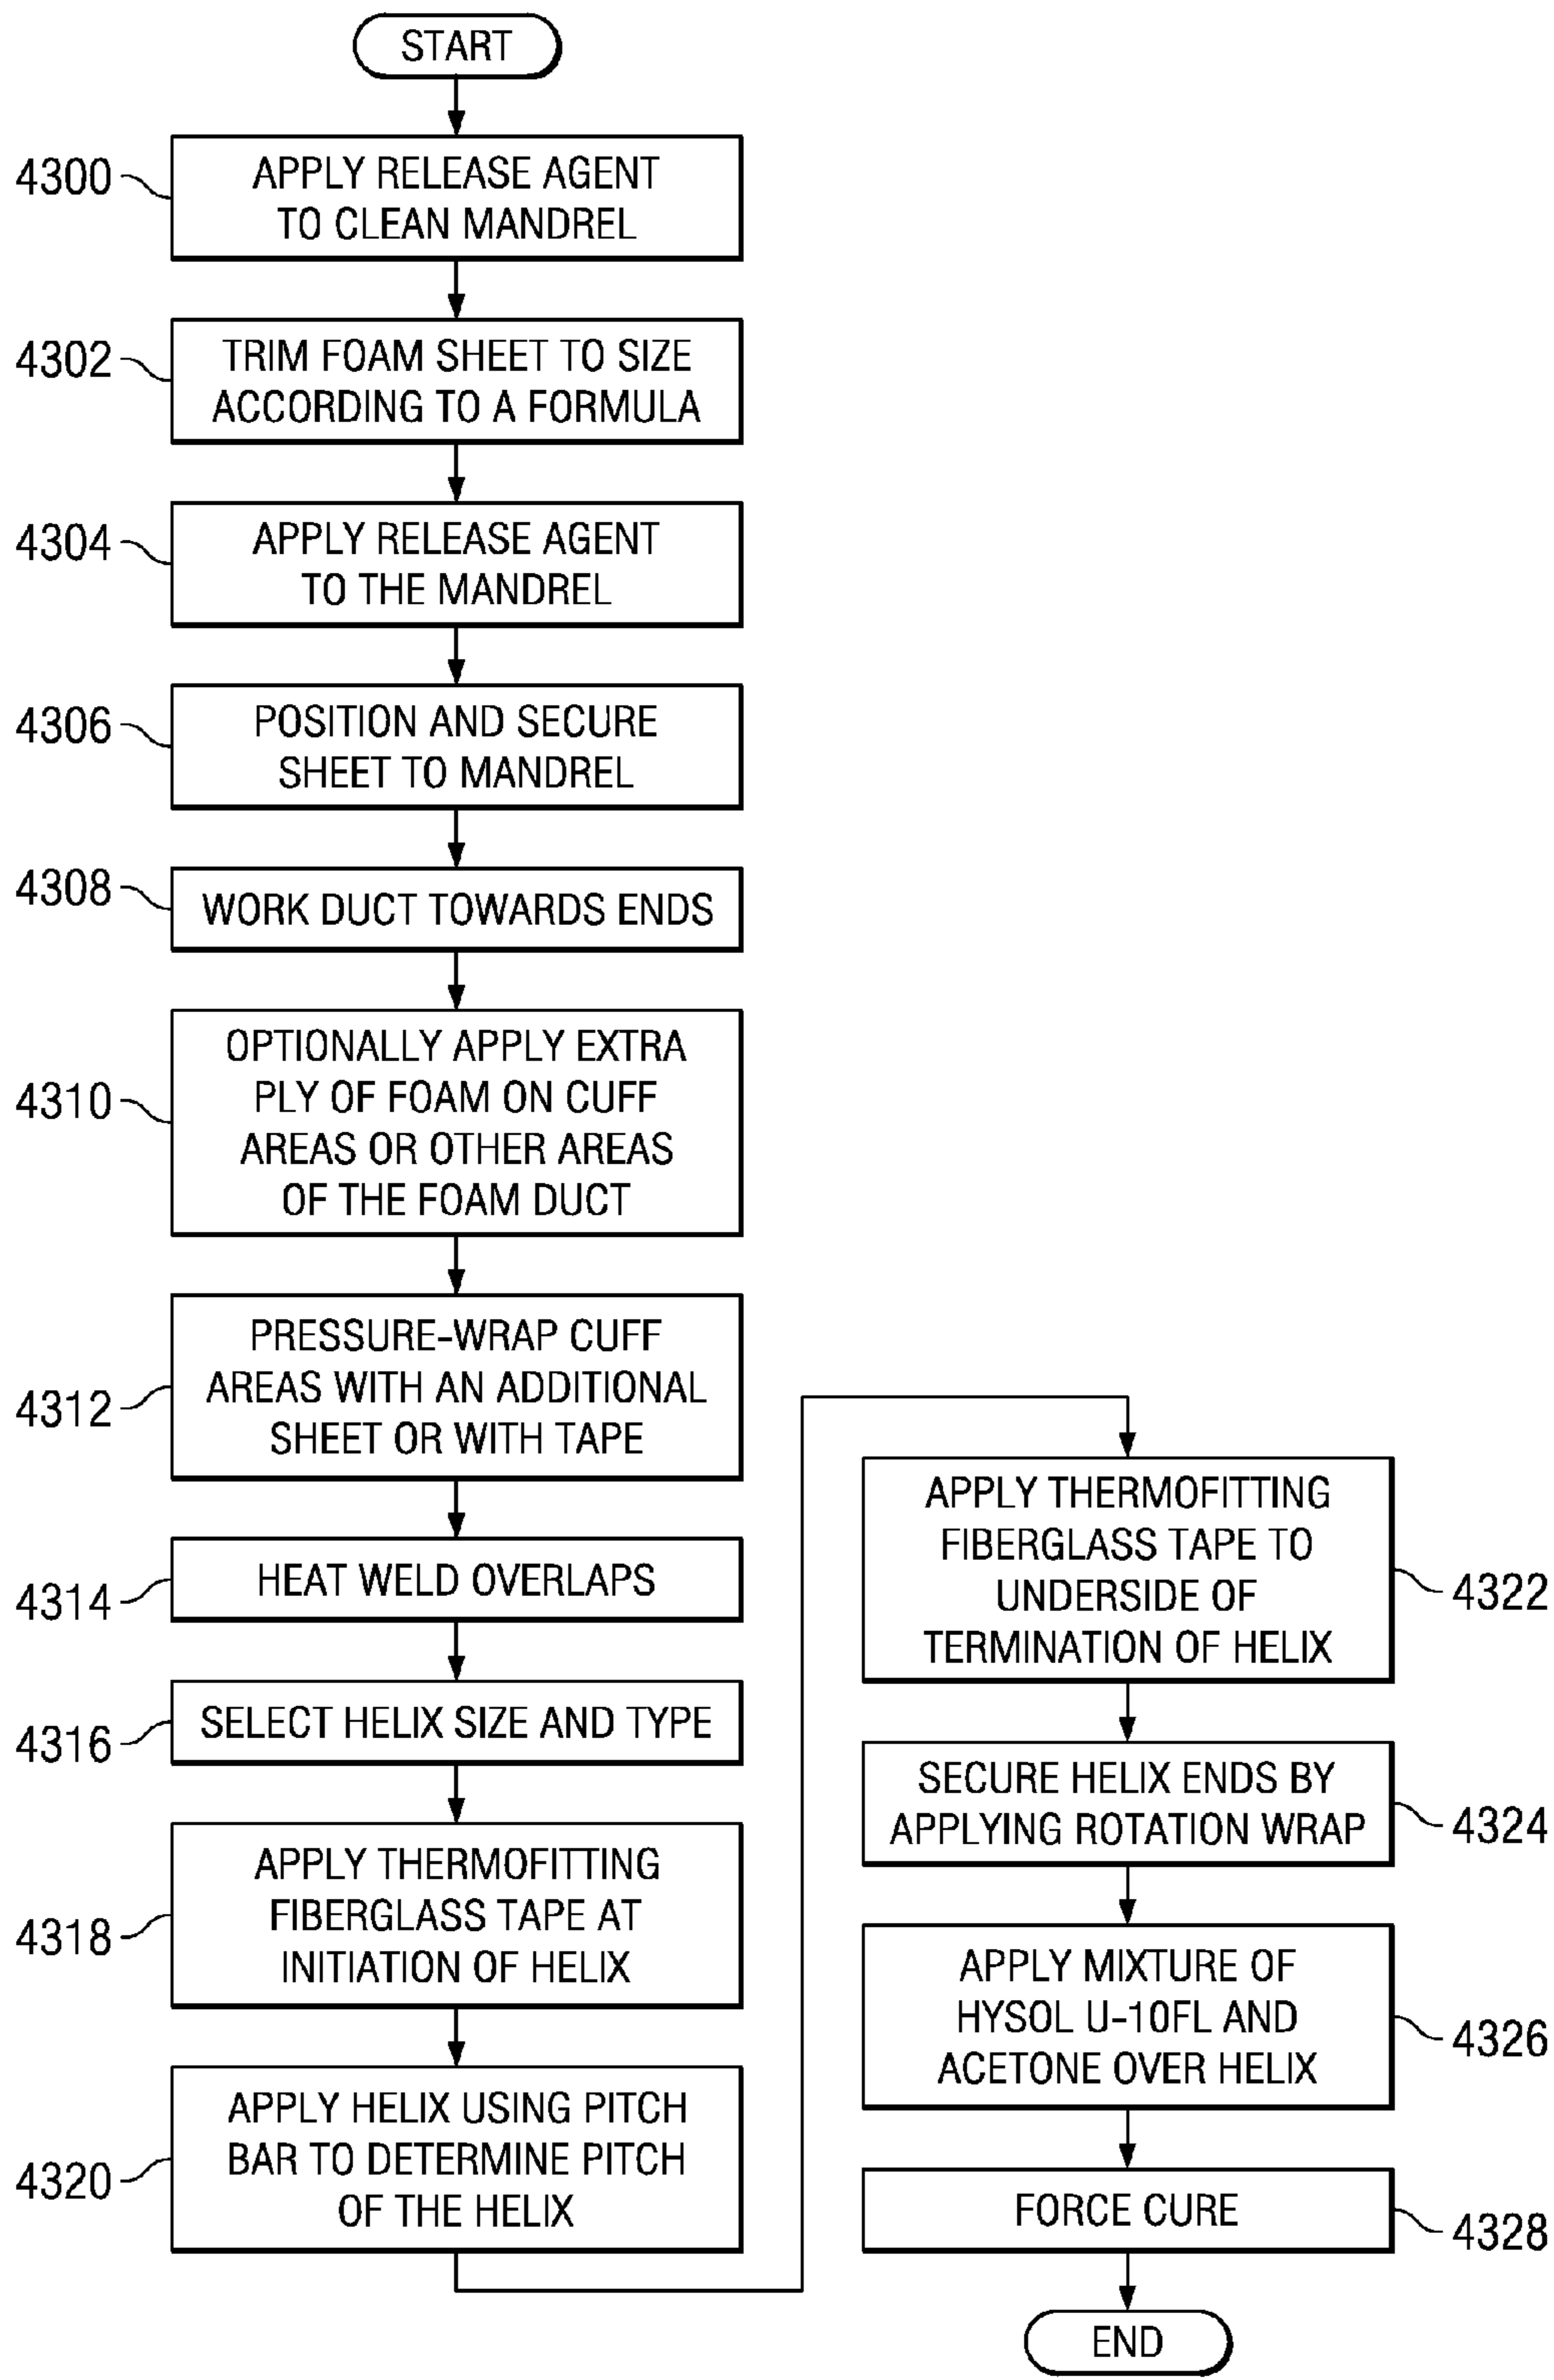 START
4300
APPLY RELEASE AGENT
TO CLEAN MANDREL
4302
TRIM FOAM SHEET TO SIZE
ACCORDING TO A FORMULA
4304
APPLY RELEASE AGENT
TO THE MANDREL
4306
POSITION AND SECURE
SHEET TO MANDREL
4308
WORK DUCT TOWARDS ENDS
4310
OPTIONALLY APPLY EXTRA
PLY OF FOAM ON CUFF
AREAS OR OTHER AREAS
OF THE FOAM DUCT
4312
PRESSURE-WRAP CUFF
AREAS WITH AN ADDITIONAL
SHEET OR WITH TAPE
4314
HEAT WELD OVERLAPS
4316
SELECT HELIX SIZE AND TYPE
4318
APPLY THERMOFITTING
FIBERGLASS TAPE AT
INITIATION OF HELIX
4320
APPLY HELIX USING PITCH
BAR TO DETERMINE PITCH
OF THE HELIX
APPLY THERMOFITTING
FIBERGLASS TAPE TO
UNDERSIDE OF
TERMINATION OF HELIX
4322
SECURE HELIX ENDS BY
APPLYING ROTATION WRAP
4324
APPLY MIXTURE OF
HYSOL U-10FL AND
ACETONE OVER HELIX
4326
FORCE CURE
4328
END